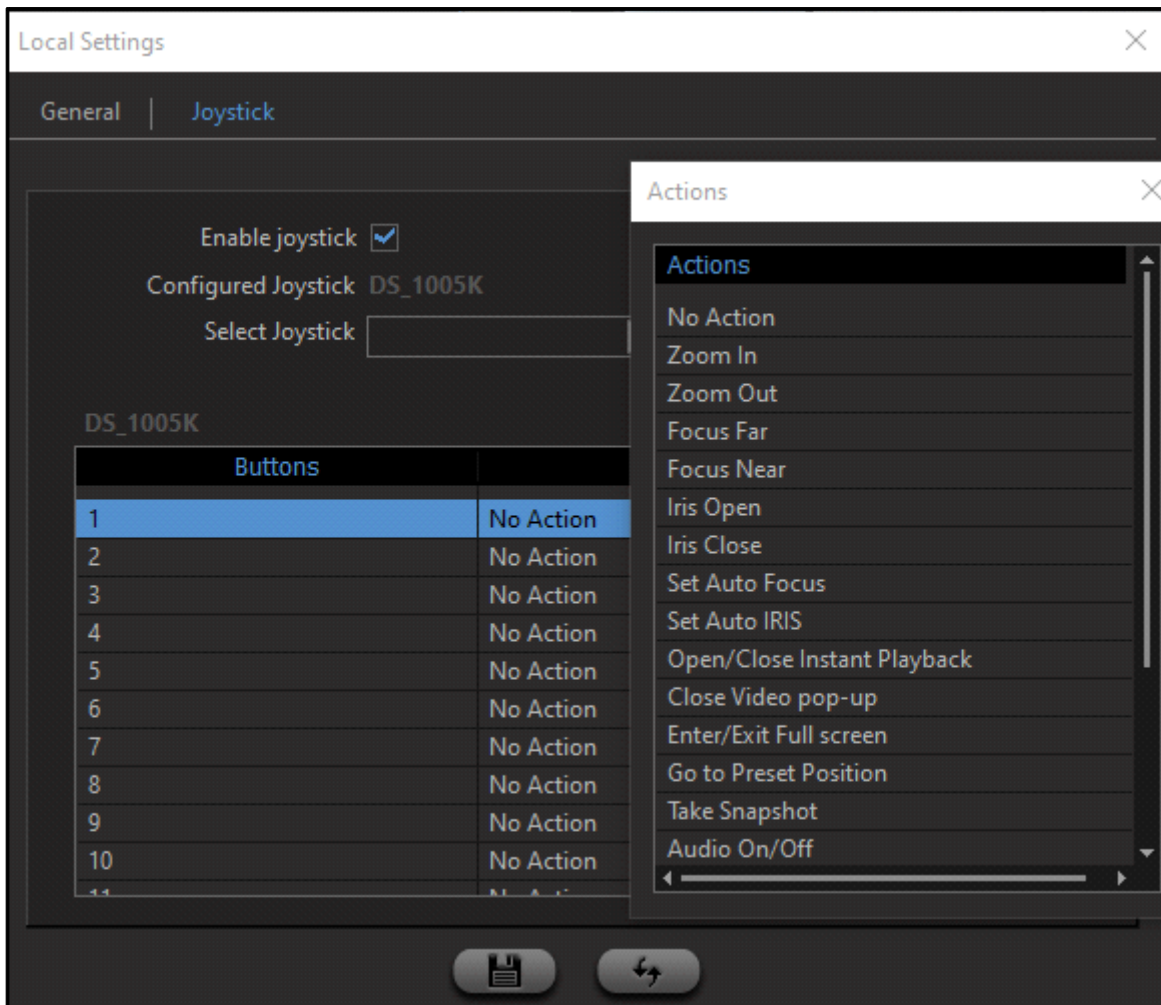 Local Settings
General | Joystick
Enable joystick
Configured Joystick DS_1005K
Select Joystick
DS_1005K
Buttons
1 No Action
2 No Action
3 No Action
4 No Action
5 No Action
6 No Action
7 No Action
8 No Action
9 No Action
10 No Action
Actions
Actions
No Action
Zoom In
Zoom Out
Focus Far
Focus Near
Iris Open
Iris Close
Set Auto Focus
Set Auto IRIS
Open/Close Instant Playback
Close Video pop-up
Enter/Exit Full screen
Go to Preset Position
Take Snapshot
Audio On/Off